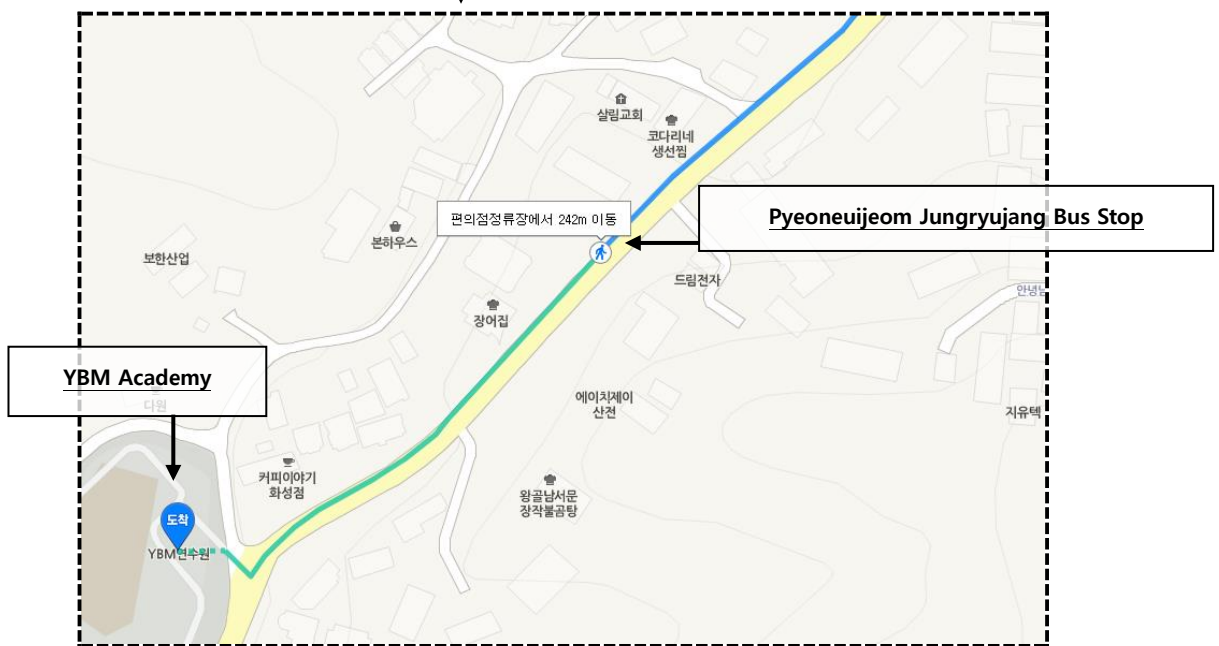 살림교회
코다리네
생선찜
Pyeoneuijeom Jungryujang Bus Stop
편의점정류장에서 242m 이동
본하우스
보한산업
드림전자
안녕남
장어집
YBM Academy
다원
에이치제이
산전
지유텍
커피이야기
화성점
왕골남서문
장작불곰탕
도착
YBM연수원